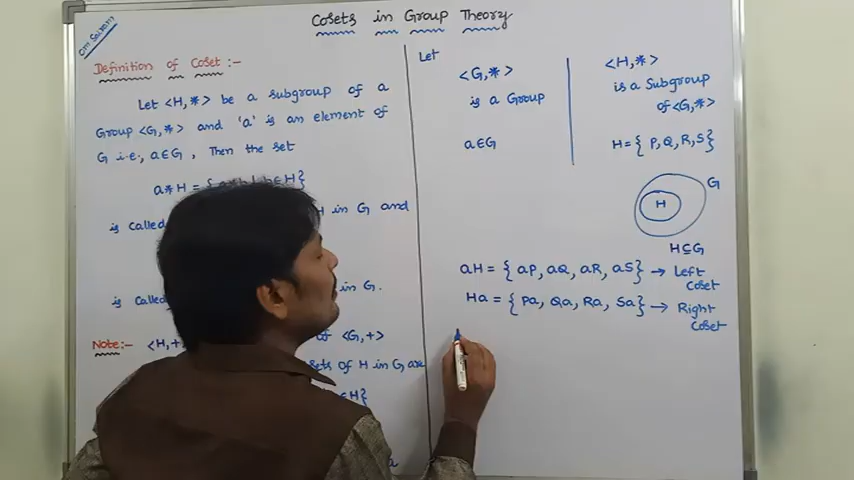 Om Sairam
Cosets in Group Theory
Definition of Coset :-
Let <H,*> be a subgroup of a
Group <G,*> and 'a' is an element of
G i.e., a∈G, Then the set
a*H = {a*h | h∈H}
is called H in G and
is called in G.
Note:- <H,+ of <G,+>
sets of H in G are
∈H}
Let
<G,*>
is a Group
a∈G
<H,*>
is a Subgroup
of <G,*>
H = { P, Q, R, S }
G
H
H⊆G
aH = { aP, aQ, aR, aS } → Left
Coset
Ha = { Pa, Qa, Ra, Sa } → Right
Coset